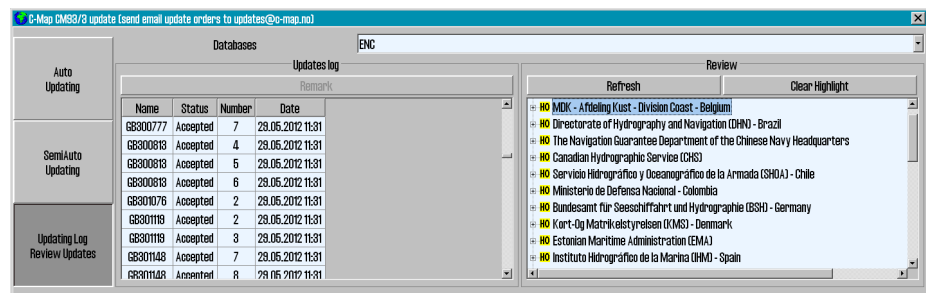 C-Map CM93/3 update (send email update orders to updates@c-map.no)
Auto
Updating
SemiAuto
Updating
Updating Log
Review Updates
Databases
ENC
Updates log
Remark
Name Status Number Date
GB300777 Accepted 7 29.05.2012 11:31
GB300813 Accepted 4 29.05.2012 11:31
GB300813 Accepted 5 29.05.2012 11:31
GB300813 Accepted 6 29.05.2012 11:31
GB301076 Accepted 2 29.05.2012 11:31
GB301119 Accepted 2 29.05.2012 11:31
GB301119 Accepted 3 29.05.2012 11:31
GB301148 Accepted 7 29.05.2012 11:31
GB301148 Accepted 8 29.05.2012 11:31
Review
Refresh
Clear Highlight
HO MDK - Afdeling Kust - Division Coast - Belgium
HO Directorate of Hydrography and Navigation (DHN) - Brazil
HO The Navigation Guarantee Department of the Chinese Navy Headquarters
HO Canadian Hydrographic Service (CHS)
HO Servicio Hidrográfico y Oceanográfico de la Armada (SHOA) - Chile
HO Ministerio de Defensa Nacional - Colombia
HO Bundesamt für Seeschiffahrt und Hydrographie (BSH) - Germany
HO Kort-Og Matrikelstyrelsen (KMS) - Denmark
HO Estonian Maritime Administration (EMA)
HO Instituto Hidrográfico de la Marina (IHM) - Spain